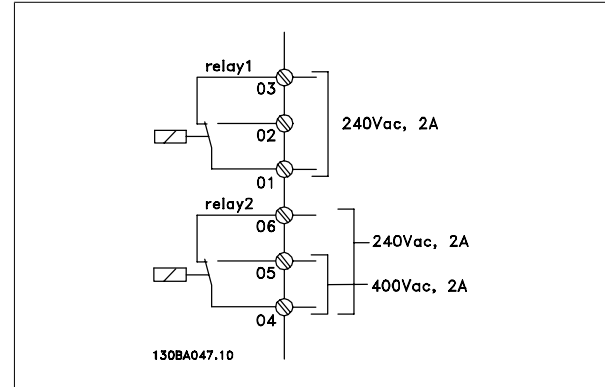 relay1
03
02
240Vac, 2A
01
relay2
06
240Vac, 2A
05
400Vac, 2A
04
130BA047.10